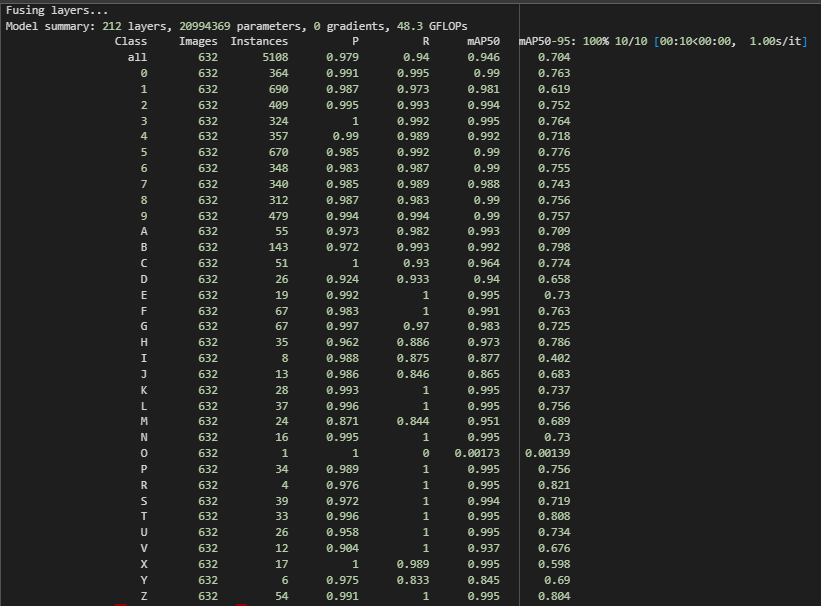 Fusing layers...
Model summary: 212 layers, 20994369 parameters, 0 gradients, 48.3 GFLOPs
Class Images Instances P R mAP50 mAP50-95: 100% 10/10 [00:10<00:00, 1.00s/it]
all 632 5108 0.979 0.94 0.946 0.704
0 632 364 0.991 0.995 0.99 0.763
1 632 690 0.987 0.973 0.981 0.619
2 632 409 0.995 0.993 0.994 0.752
3 632 324 1 0.992 0.995 0.764
4 632 357 0.99 0.989 0.992 0.718
5 632 670 0.985 0.992 0.99 0.776
6 632 348 0.983 0.987 0.99 0.755
7 632 340 0.985 0.989 0.988 0.743
8 632 312 0.987 0.983 0.99 0.756
9 632 479 0.994 0.994 0.99 0.757
A 632 55 0.973 0.982 0.993 0.709
B 632 143 0.972 0.993 0.992 0.798
C 632 51 1 0.93 0.964 0.774
D 632 26 0.924 0.933 0.94 0.658
E 632 19 0.992 1 0.995 0.73
F 632 67 0.983 1 0.991 0.763
G 632 67 0.997 0.97 0.983 0.725
H 632 35 0.962 0.886 0.973 0.786
I 632 8 0.988 0.875 0.877 0.402
J 632 13 0.986 0.846 0.865 0.683
K 632 28 0.993 1 0.995 0.737
L 632 37 0.996 1 0.995 0.756
M 632 24 0.871 0.844 0.951 0.689
N 632 16 0.995 1 0.995 0.73
O 632 1 1 0 0.00173 0.00139
P 632 34 0.989 1 0.995 0.756
R 632 4 0.976 1 0.995 0.821
S 632 39 0.972 1 0.994 0.719
T 632 33 0.996 1 0.995 0.808
U 632 26 0.958 1 0.995 0.734
V 632 12 0.904 1 0.937 0.676
X 632 17 1 0.989 0.995 0.598
Y 632 6 0.975 0.833 0.845 0.69
Z 632 54 0.991 1 0.995 0.804